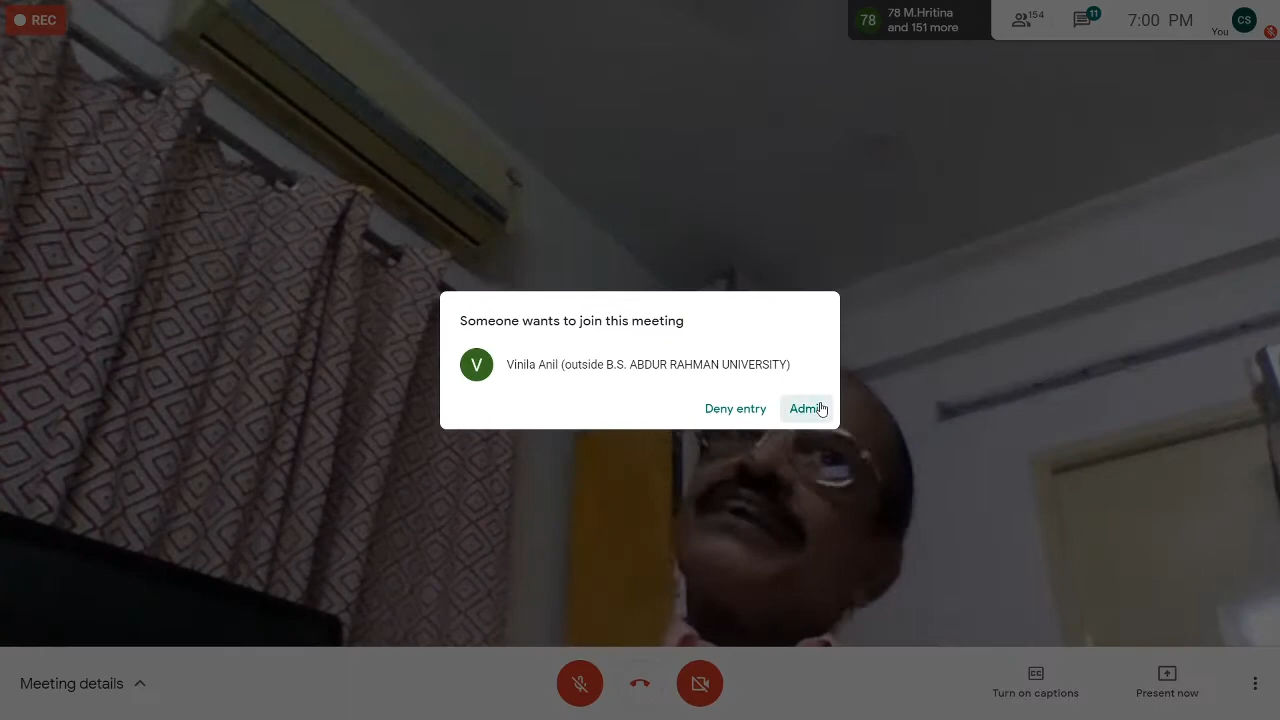 REC
78
78 M.Hritina
and 151 more
154
11
7:00 PM
You
CS
Someone wants to join this meeting
V
Vinila Anil (outside B.S. ABDUR RAHMAN UNIVERSITY)
Deny entry
Meeting details
CC
Turn on captions
Present now